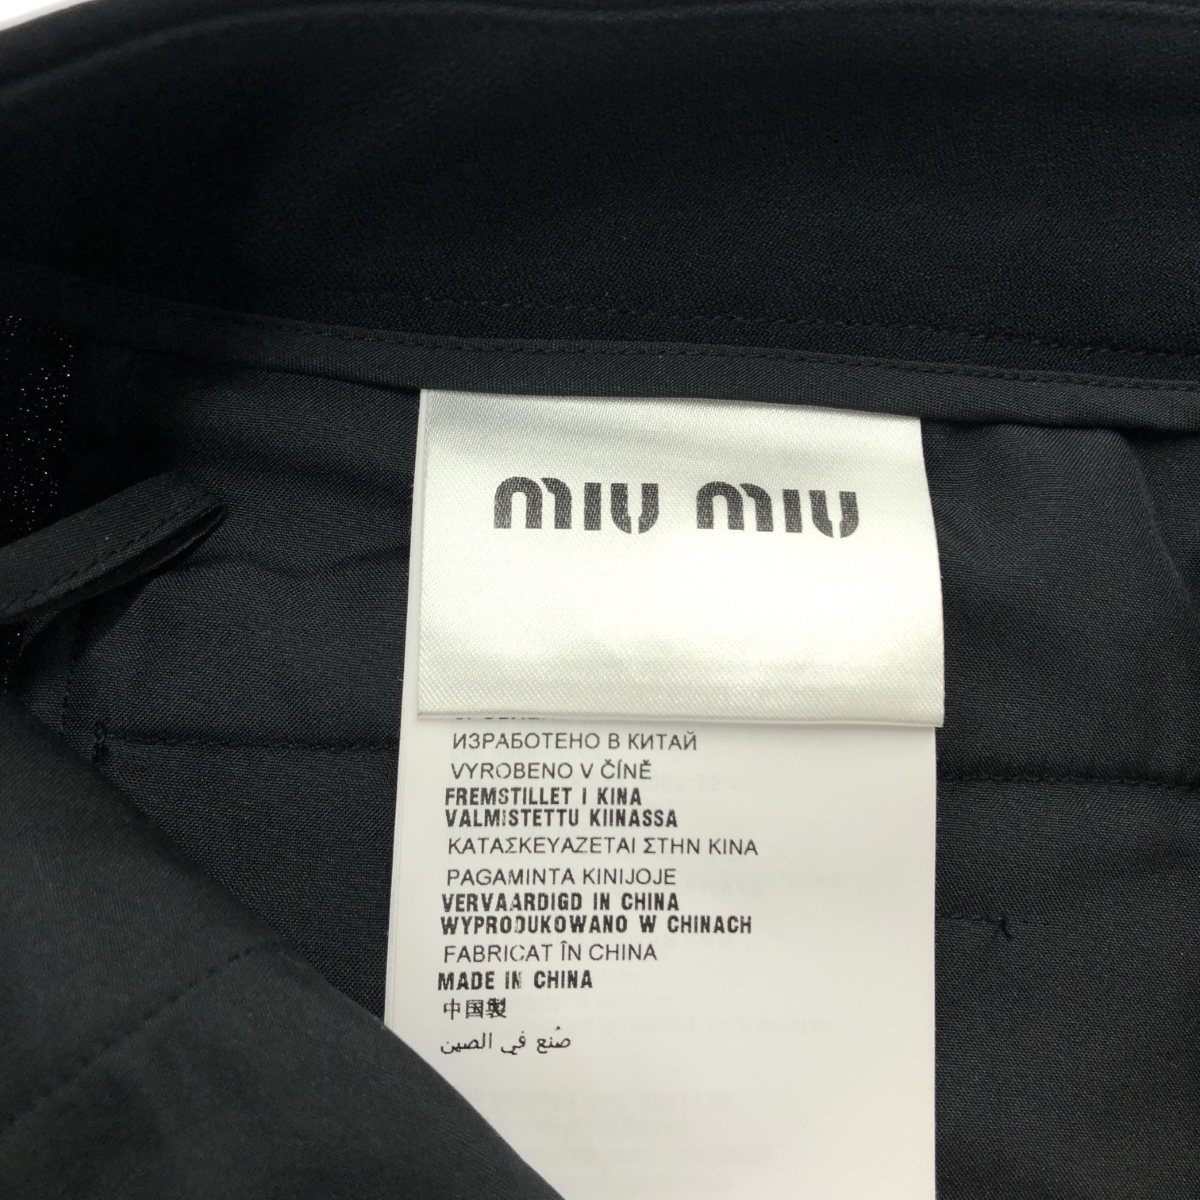 MIU MIU
ИЗРАБОТЕНО В КИТАЙ
VYROBENO V ČÍNĚ
FREMSTILLET I KINA
VALMISTETTU KIINASSA
ΚΑΤΑΣΚΕΥΑΖΕΤΑΙ ΣΤΗΝ ΚΙΝΑ
PAGAMINTA KINIJOJE
VERVAARDIGD IN CHINA
WYPRODUKOWANO W CHINACH
FABRICAT ÎN CHINA
MADE IN CHINA
中国製
صُنع في الصين